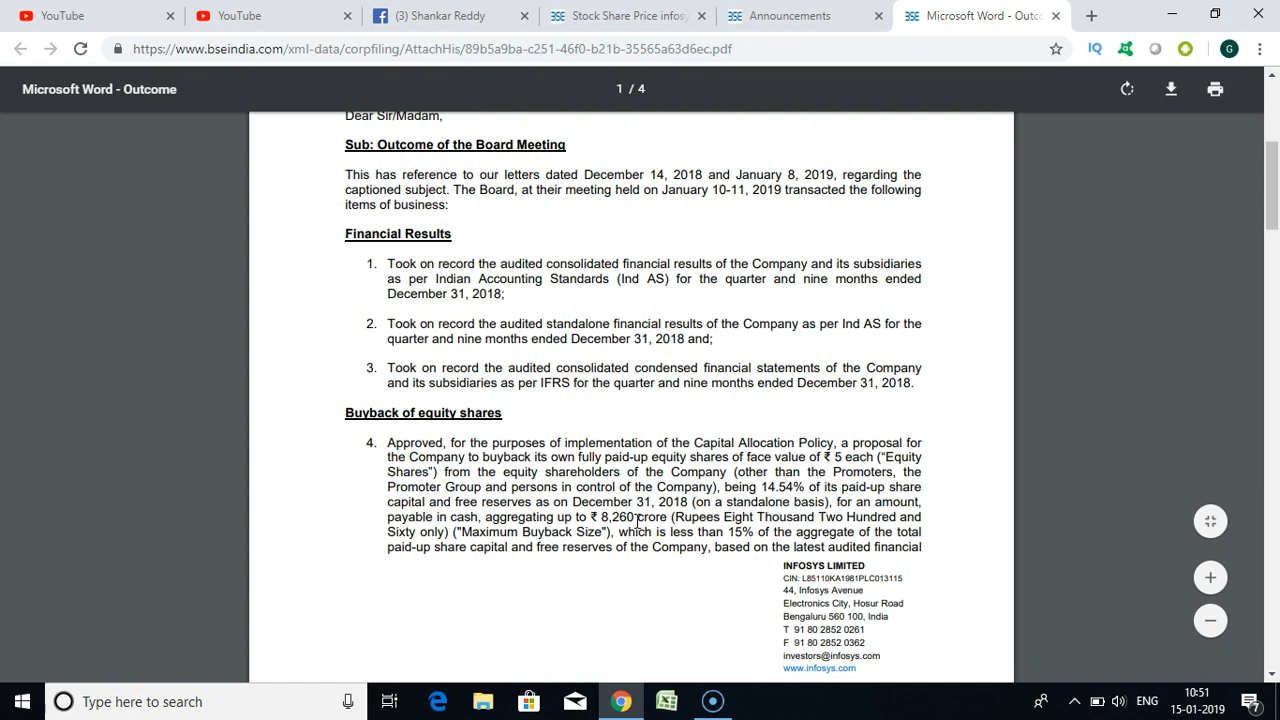 YouTube
YouTube
(3) Shankar Reddy
Stock Share Price infosy
Announcements
Microsoft Word - Outco
https://www.bseindia.com/xml-data/corpfiling/AttachHis/89b5a9ba-c251-46f0-b21b-35565a63d6ec.pdf
IQ
G
Microsoft Word - Outcome
1 / 4
Dear Sir/Madam,
Sub: Outcome of the Board Meeting
This has reference to our letters dated December 14, 2018 and January 8, 2019, regarding the
captioned subject. The Board, at their meeting held on January 10-11, 2019 transacted the following
items of business:
Financial Results
1. Took on record the audited consolidated financial results of the Company and its subsidiaries
as per Indian Accounting Standards (Ind AS) for the quarter and nine months ended
December 31, 2018;
2. Took on record the audited standalone financial results of the Company as per Ind AS for the
quarter and nine months ended December 31, 2018 and;
3. Took on record the audited consolidated condensed financial statements of the Company
and its subsidiaries as per IFRS for the quarter and nine months ended December 31, 2018.
Buyback of equity shares
4. Approved, for the purposes of implementation of the Capital Allocation Policy, a proposal for
the Company to buyback its own fully paid-up equity shares of face value of ₹ 5 each ("Equity
Shares") from the equity shareholders of the Company (other than the Promoters, the
Promoter Group and persons in control of the Company), being 14.54% of its paid-up share
capital and free reserves as on December 31, 2018 (on a standalone basis), for an amount,
payable in cash, aggregating up to ₹ 8,260 crore (Rupees Eight Thousand Two Hundred and
Sixty only) ("Maximum Buyback Size"), which is less than 15% of the aggregate of the total
paid-up share capital and free reserves of the Company, based on the latest audited financial
INFOSYS LIMITED
CIN: L85110KA1981PLC013115
44, Infosys Avenue
Electronics City, Hosur Road
Bengaluru 560 100, India
T 91 80 2852 0261
F 91 80 2852 0362
investors@infosys.com
www.infosys.com
Type here to search
ENG
10:51
15-01-2019
7